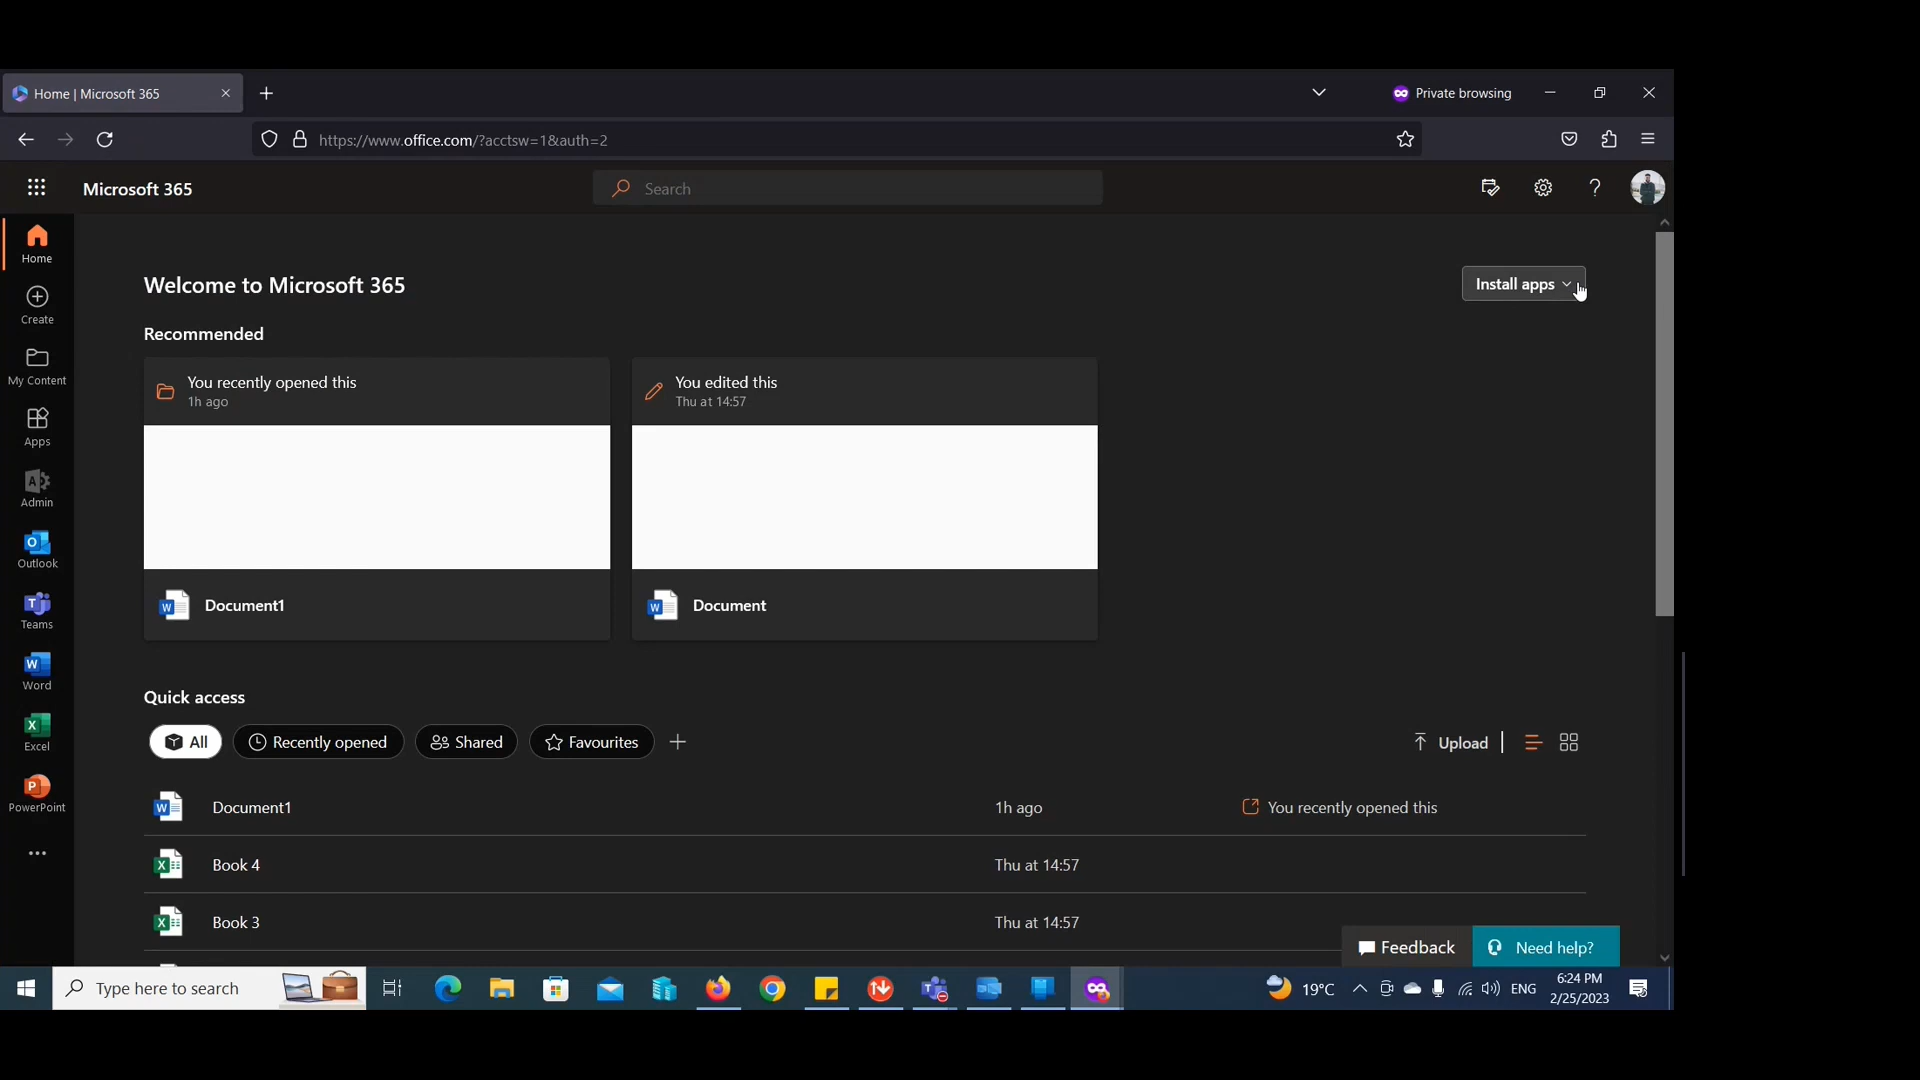 Home | Microsoft 365
Private browsing
https://www.office.com/?acctsw=1&auth=2
Microsoft 365
Search
Home
Create
My Content
Apps
Admin
Outlook
Teams
Word
Excel
PowerPoint
Welcome to Microsoft 365
Install apps
Recommended
You recently opened this
1h ago
You edited this
Thu at 14:57
Document1
Document
Quick access
All
Recently opened
Shared
Favourites
Upload
Document1 1h ago You recently opened this
Book 4 Thu at 14:57
Book 3 Thu at 14:57
Feedback
Need help?
Type here to search
19°C
ENG
6:24 PM
2/25/2023